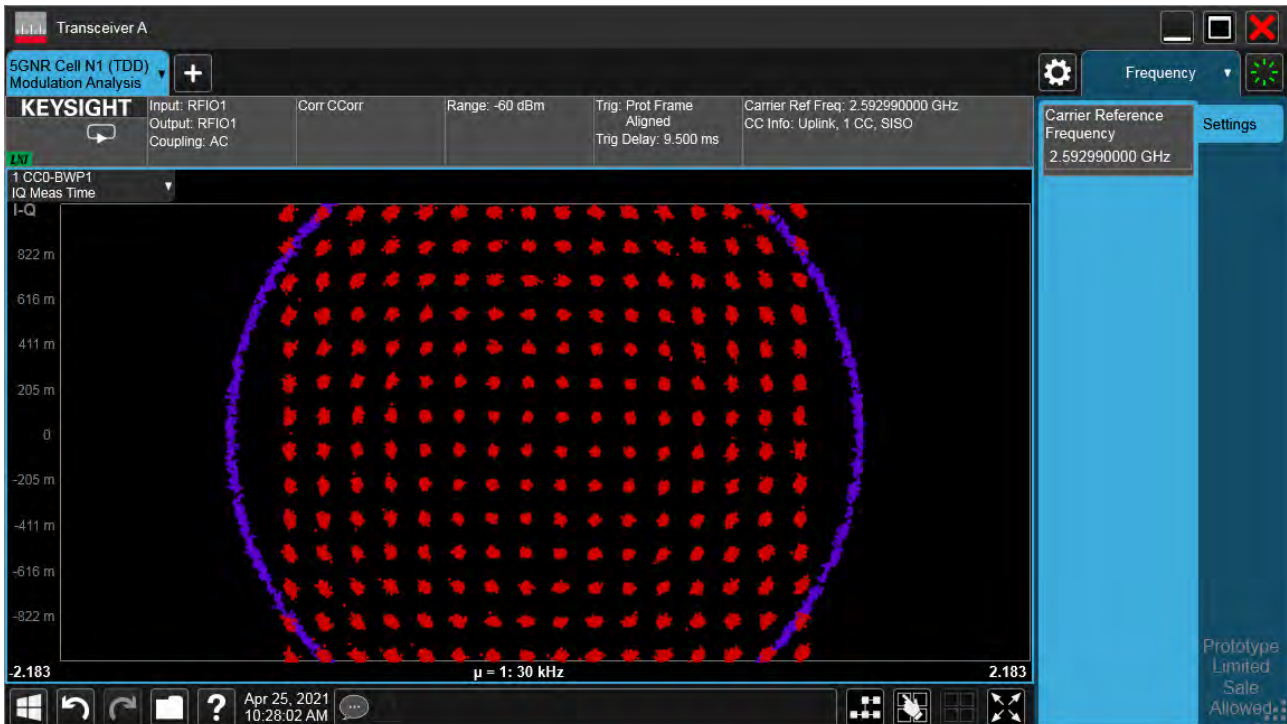 Transceiver A
5GNR Cell N1 (TDD)
Modulation Analysis
+
Frequency
KEYSIGHT
LXI
Input: RFIO1
Output: RFIO1
Coupling: AC
Corr CCorr
Range: -60 dBm
Trig: Prot Frame
Aligned
Trig Delay: 9.500 ms
Carrier Ref Freq: 2.592990000 GHz
CC Info: Uplink, 1 CC, SISO
Carrier Reference
Frequency
2.592990000 GHz
Settings
1 CC0-BWP1
IQ Meas Time
I-Q
822 m
616 m
411 m
205 m
0
-205 m
-411 m
-616 m
-822 m
-2.183
µ = 1: 30 kHz
2.183
Prototype
Limited
Sale
Allowed
?
Apr 25, 2021
10:28:02 AM